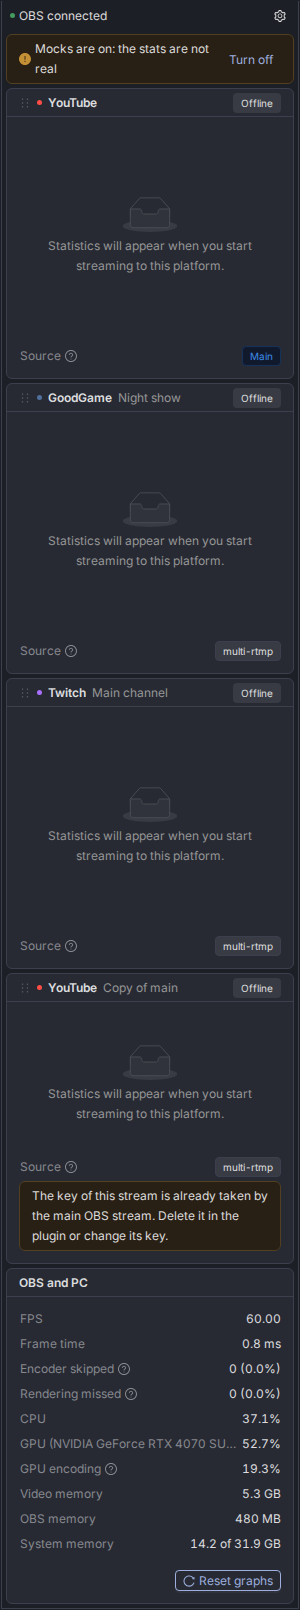 OBS connected
Mocks are on: the stats are not
real
Turn off
YouTube Offline
Statistics will appear when you start
streaming to this platform.
Source Main
GoodGame Night show Offline
Statistics will appear when you start
streaming to this platform.
Source multi-rtmp
Twitch Main channel Offline
Statistics will appear when you start
streaming to this platform.
Source multi-rtmp
YouTube Copy of main Offline
Statistics will appear when you start
streaming to this platform.
Source multi-rtmp
The key of this stream is already taken by
the main OBS stream. Delete it in the
plugin or change its key.
OBS and PC
FPS 60.00
Frame time 0.8 ms
Encoder skipped 0 (0.0%)
Rendering missed 0 (0.0%)
CPU 37.1%
GPU (NVIDIA GeForce RTX 4070 SU... 52.7%
GPU encoding 19.3%
Video memory 5.3 GB
OBS memory 480 MB
System memory 14.2 of 31.9 GB
Reset graphs